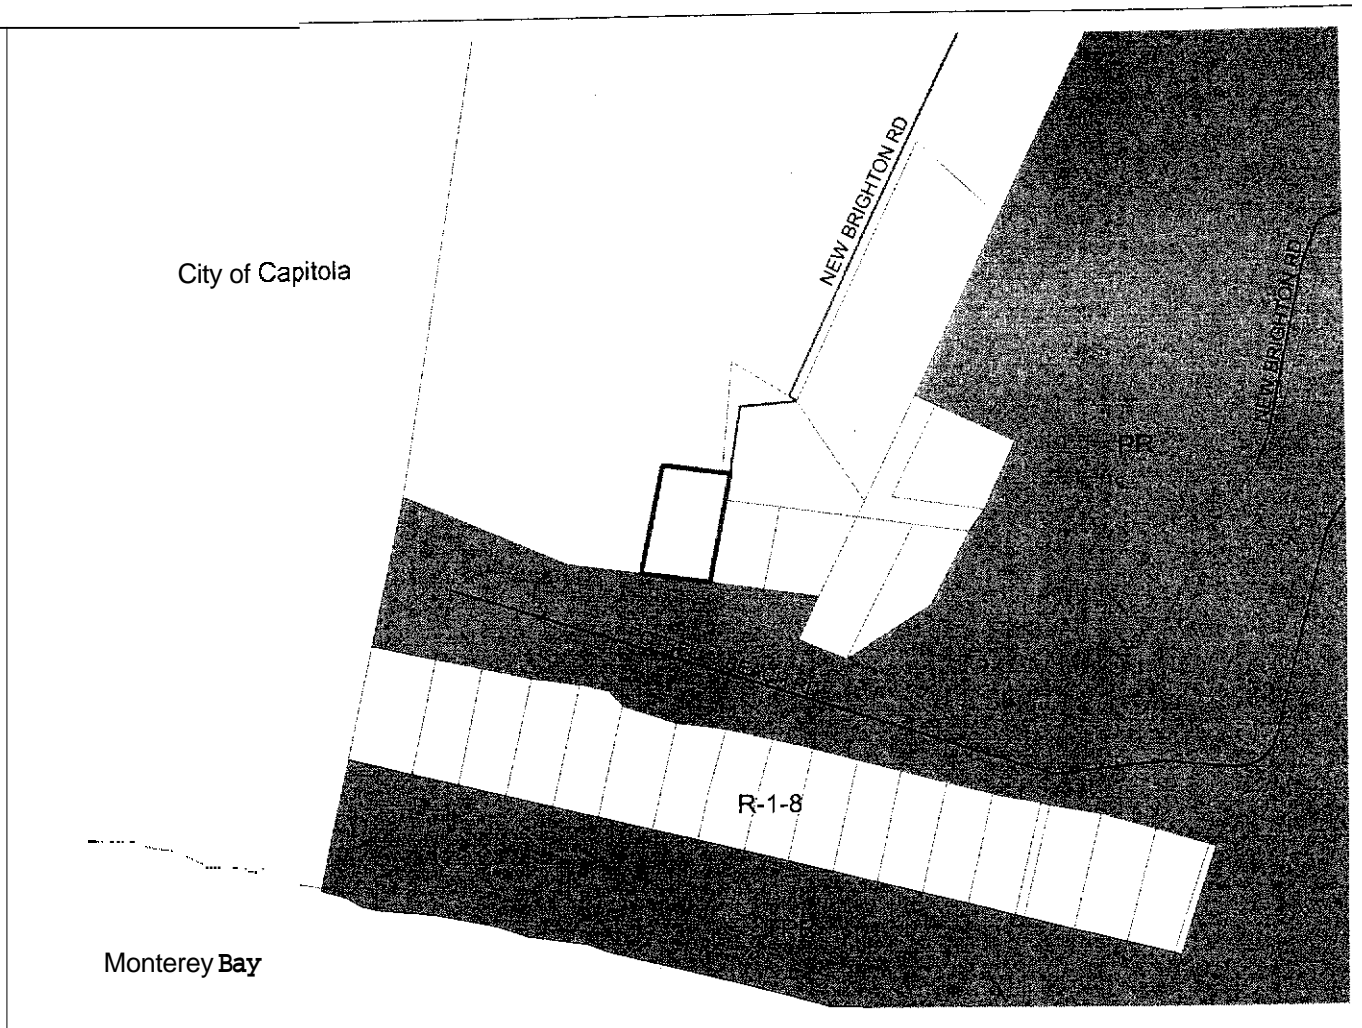 NEW BRIGHTON RD
City of Capitola
NEW BRIGHTON RD
PR
R-1-8
Monterey Bay